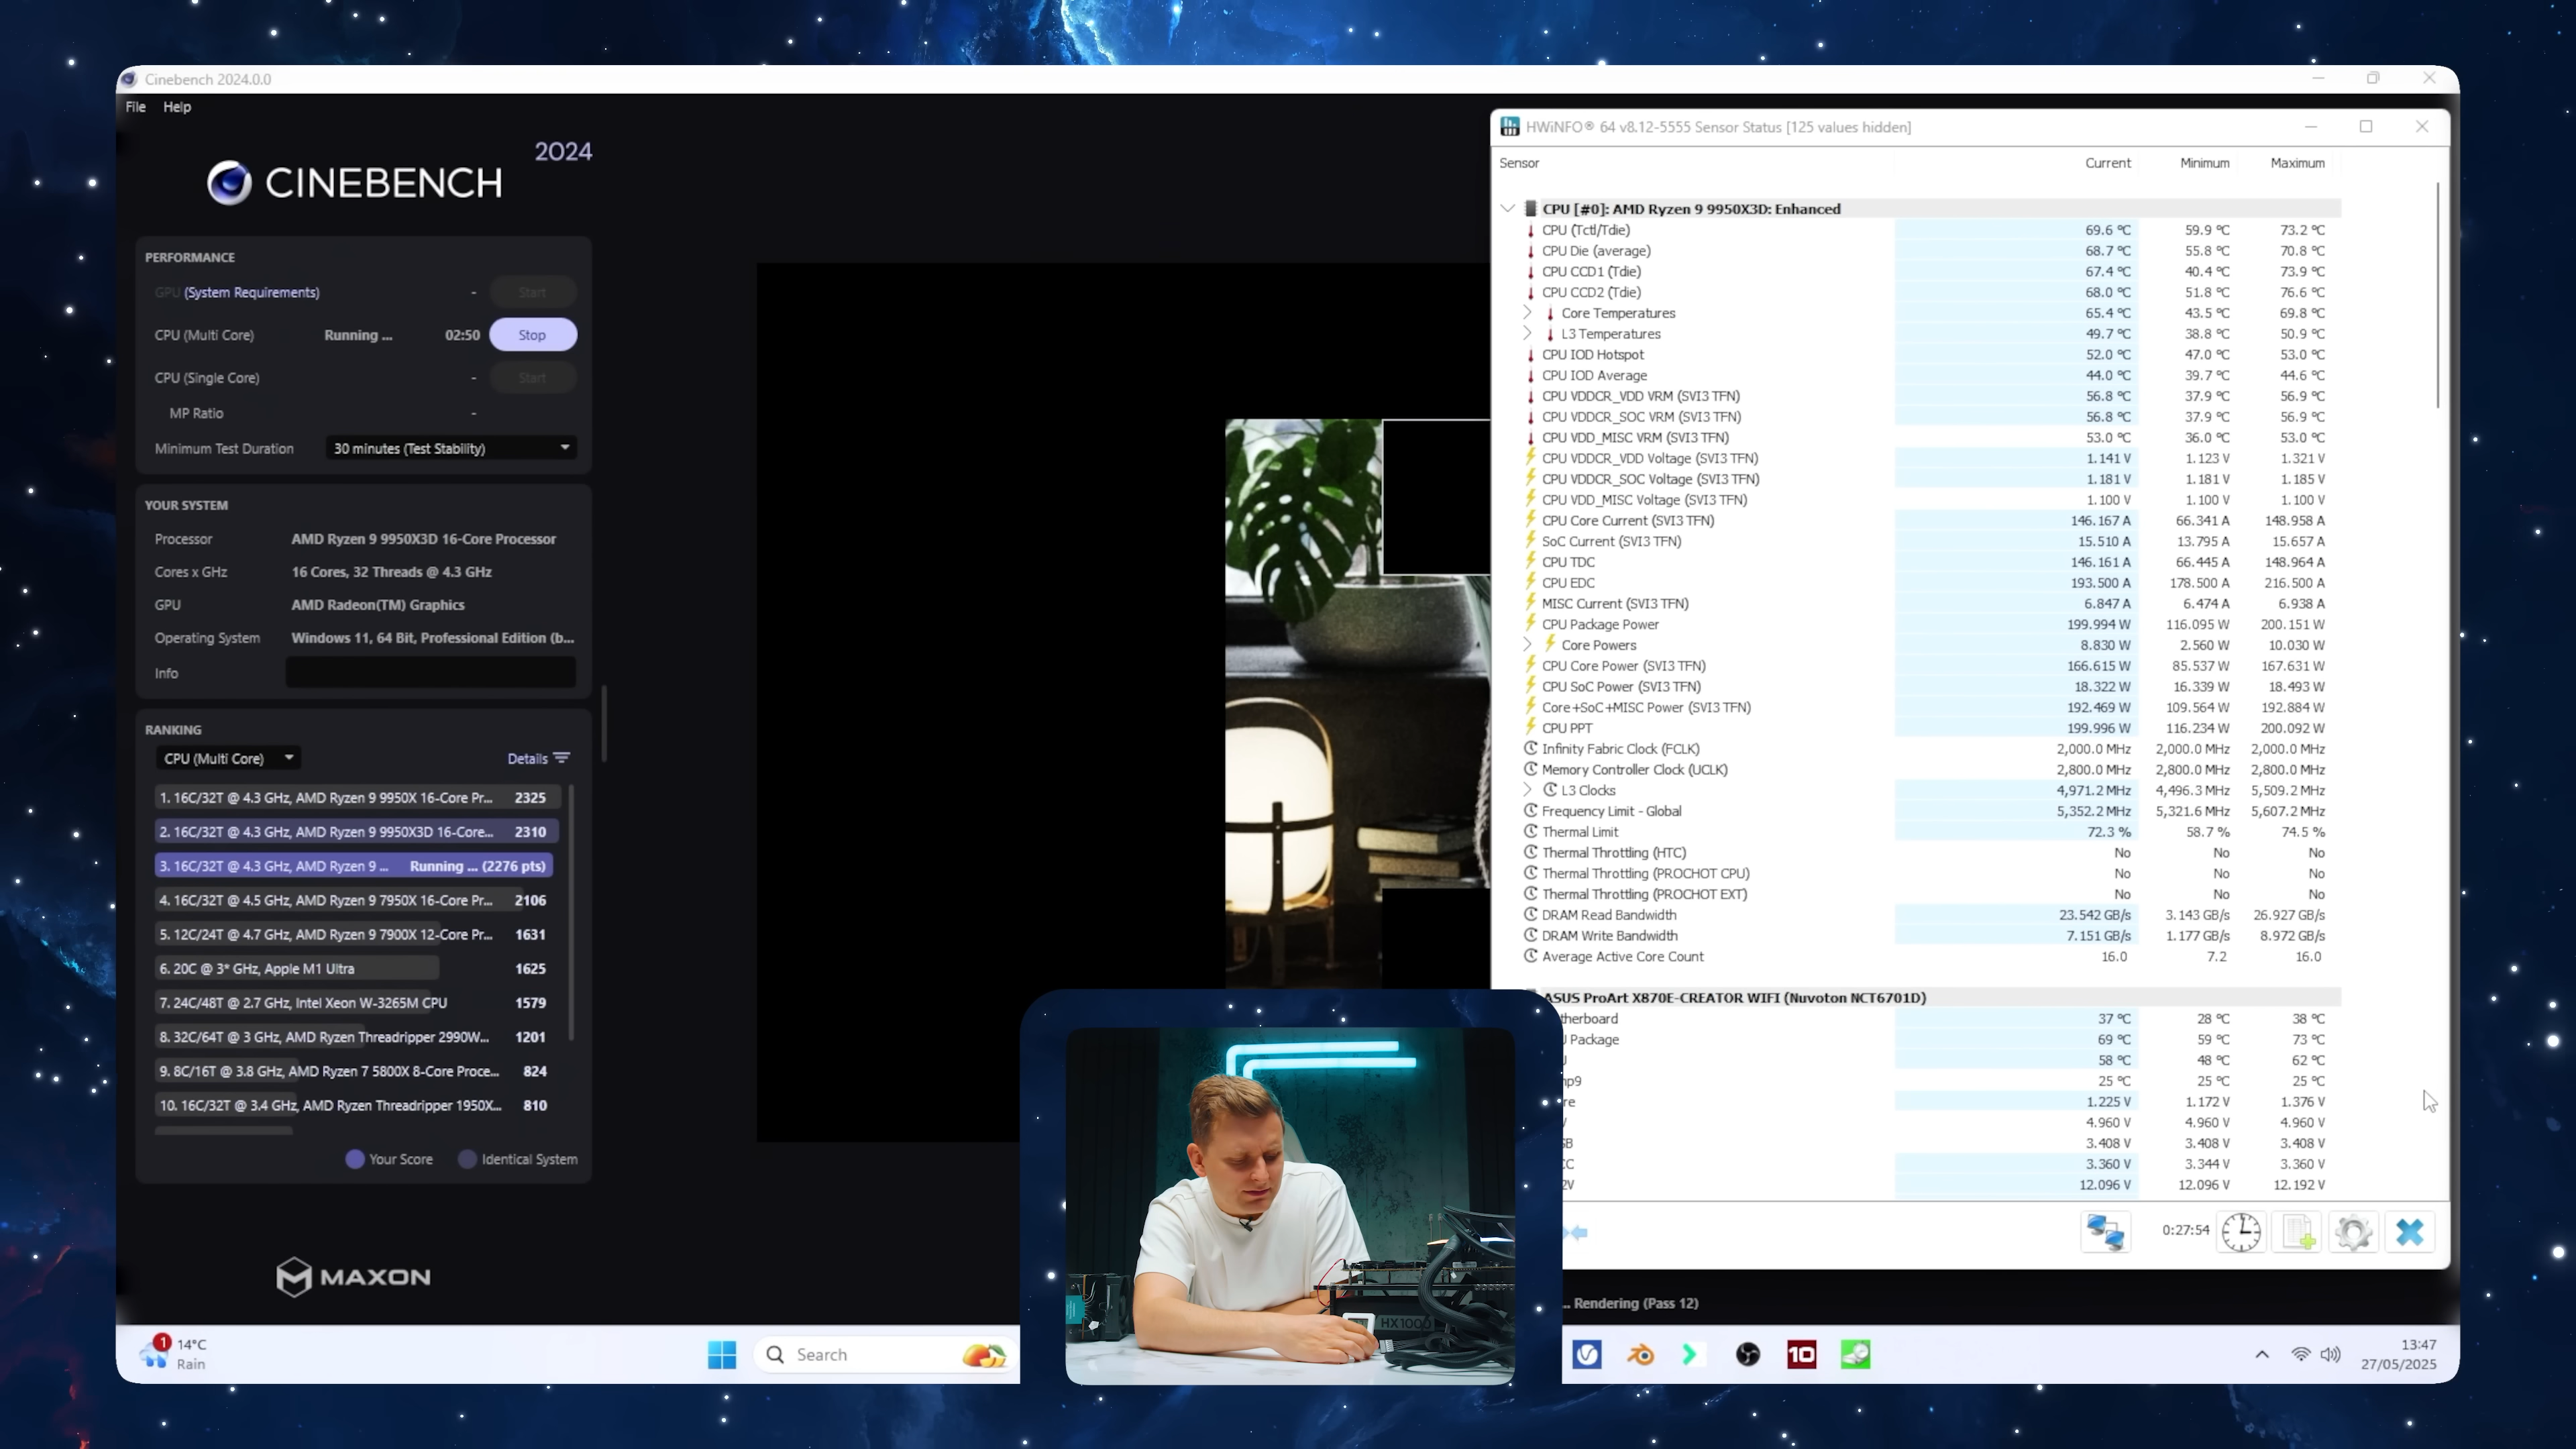 Cinebench 2024.0.0
File Help
2024
CINEBENCH
PERFORMANCE
GPU (System Requirements) - Start
CPU (Multi Core) Running ... 02:50 Stop
CPU (Single Core) - Start
MP Ratio -
Minimum Test Duration 30 minutes (Test Stability)
YOUR SYSTEM
Processor AMD Ryzen 9 9950X3D 16-Core Processor
Cores x GHz 16 Cores, 32 Threads @ 4.3 GHz
GPU AMD Radeon(TM) Graphics
Operating System Windows 11, 64 Bit, Professional Edition (b...
Info
RANKING
CPU (Multi Core) Details
1. 16C/32T @ 4.3 GHz, AMD Ryzen 9 9950X 16-Core Pr... 2325
2. 16C/32T @ 4.3 GHz, AMD Ryzen 9 9950X3D 16-Core... 2310
3. 16C/32T @ 4.3 GHz, AMD Ryzen 9 ... Running ... (2276 pts)
4. 16C/32T @ 4.5 GHz, AMD Ryzen 9 7950X 16-Core Pr... 2106
5. 12C/24T @ 4.7 GHz, AMD Ryzen 9 7900X 12-Core Pr... 1631
6. 20C @ 3* GHz, Apple M1 Ultra 1625
7. 24C/48T @ 2.7 GHz, Intel Xeon W-3265M CPU 1579
8. 32C/64T @ 3 GHz, AMD Ryzen Threadripper 2990W... 1201
9. 8C/16T @ 3.8 GHz, AMD Ryzen 7 5800X 8-Core Proce... 824
10. 16C/32T @ 3.4 GHz, AMD Ryzen Threadripper 1950X... 810
Your Score Identical System
MAXON
HWiNFO® 64 v8.12-5555 Sensor Status [125 values hidden]
Sensor Current Minimum Maximum
CPU [#0]: AMD Ryzen 9 9950X3D: Enhanced
CPU (Tctl/Tdie) 69.6 °C 59.9 °C 73.2 °C
CPU Die (average) 68.7 °C 55.8 °C 70.8 °C
CPU CCD1 (Tdie) 67.4 °C 40.4 °C 73.9 °C
CPU CCD2 (Tdie) 68.0 °C 51.8 °C 76.6 °C
Core Temperatures 65.4 °C 43.5 °C 69.8 °C
L3 Temperatures 49.7 °C 38.8 °C 50.9 °C
CPU IOD Hotspot 52.0 °C 47.0 °C 53.0 °C
CPU IOD Average 44.0 °C 39.7 °C 44.6 °C
CPU VDDCR_VDD VRM (SVI3 TFN) 56.8 °C 37.9 °C 56.9 °C
CPU VDDCR_SOC VRM (SVI3 TFN) 56.8 °C 37.9 °C 56.9 °C
CPU VDD_MISC VRM (SVI3 TFN) 53.0 °C 36.0 °C 53.0 °C
CPU VDDCR_VDD Voltage (SVI3 TFN) 1.141 V 1.123 V 1.321 V
CPU VDDCR_SOC Voltage (SVI3 TFN) 1.181 V 1.181 V 1.185 V
CPU VDD_MISC Voltage (SVI3 TFN) 1.100 V 1.100 V 1.100 V
CPU Core Current (SVI3 TFN) 146.167 A 66.341 A 148.958 A
SoC Current (SVI3 TFN) 15.510 A 13.795 A 15.657 A
CPU TDC 146.161 A 66.445 A 148.964 A
CPU EDC 193.500 A 178.500 A 216.500 A
MISC Current (SVI3 TFN) 6.847 A 6.474 A 6.938 A
CPU Package Power 199.994 W 116.095 W 200.151 W
Core Powers 8.830 W 2.560 W 10.030 W
CPU Core Power (SVI3 TFN) 166.615 W 85.537 W 167.631 W
CPU SoC Power (SVI3 TFN) 18.322 W 16.339 W 18.493 W
Core+SoC+MISC Power (SVI3 TFN) 192.469 W 109.564 W 192.884 W
CPU PPT 199.996 W 116.234 W 200.092 W
Infinity Fabric Clock (FCLK) 2,000.0 MHz 2,000.0 MHz 2,000.0 MHz
Memory Controller Clock (UCLK) 2,800.0 MHz 2,800.0 MHz 2,800.0 MHz
L3 Clocks 4,971.2 MHz 4,496.3 MHz 5,509.2 MHz
Frequency Limit - Global 5,352.2 MHz 5,321.6 MHz 5,607.2 MHz
Thermal Limit 72.3 % 58.7 % 74.5 %
Thermal Throttling (HTC) No No No
Thermal Throttling (PROCHOT CPU) No No No
Thermal Throttling (PROCHOT EXT) No No No
DRAM Read Bandwidth 23.542 GB/s 3.143 GB/s 26.927 GB/s
DRAM Write Bandwidth 7.151 GB/s 1.177 GB/s 8.972 GB/s
Average Active Core Count 16.0 7.2 16.0
ASUS ProArt X870E-CREATOR WIFI (Nuvoton NCT6701D)
therboard 37 °C 28 °C 38 °C
Package 69 °C 59 °C 73 °C
58 °C 48 °C 62 °C
np9 25 °C 25 °C 25 °C
re 1.225 V 1.172 V 1.376 V
V 4.960 V 4.960 V 4.960 V
SB 3.408 V 3.408 V 3.408 V
CC 3.360 V 3.344 V 3.360 V
2V 12.096 V 12.096 V 12.192 V
0:27:54
... Rendering (Pass 12)
HX1000
1
14°C
Rain
Search
10
13:47
27/05/2025